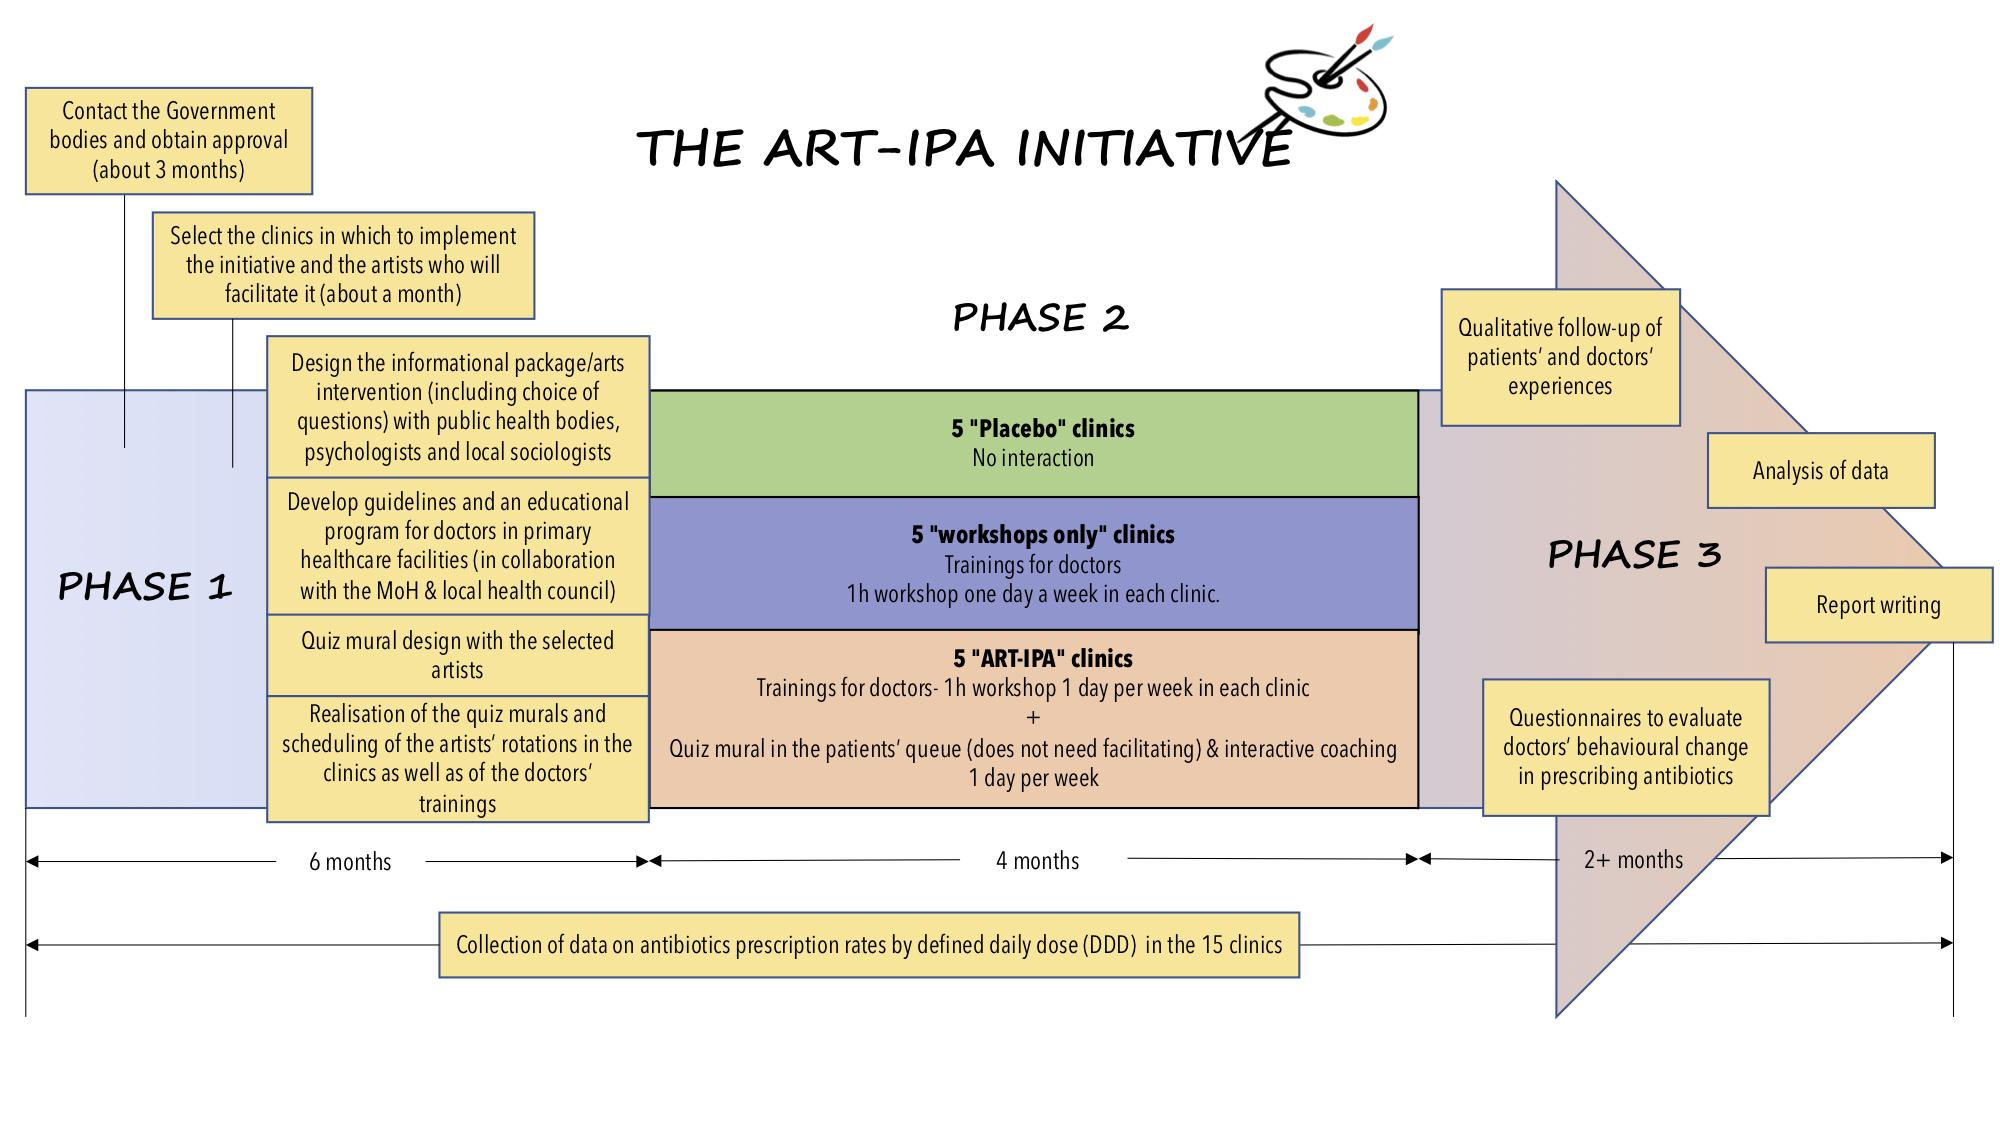 THE ART-IPA INITIATIVE
Contact the Government
bodies and obtain approval
(about 3 months)
Select the clinics in which to implement
the initiative and the artists who will
facilitate it (about a month)
PHASE 1
Design the informational package/arts
intervention (including choice of
questions) with public health bodies,
psychologists and local sociologists
Develop guidelines and an educational
program for doctors in primary
healthcare facilities (in collaboration
with the MoH & local health council)
Quiz mural design with the selected
artists
Realisation of the quiz murals and
scheduling of the artists’ rotations in the
clinics as well as of the doctors’
trainings
PHASE 2
5 "Placebo" clinics
No interaction
5 "workshops only" clinics
Trainings for doctors
1h workshop one day a week in each clinic.
5 "ART-IPA" clinics
Trainings for doctors- 1h workshop 1 day per week in each clinic
+
Quiz mural in the patients’ queue (does not need facilitating) & interactive coaching
1 day per week
PHASE 3
Qualitative follow-up of
patients’ and doctors’
experiences
Analysis of data
Report writing
Questionnaires to evaluate
doctors’ behavioural change
in prescribing antibiotics
6 months
4 months
2+ months
Collection of data on antibiotics prescription rates by defined daily dose (DDD) in the 15 clinics